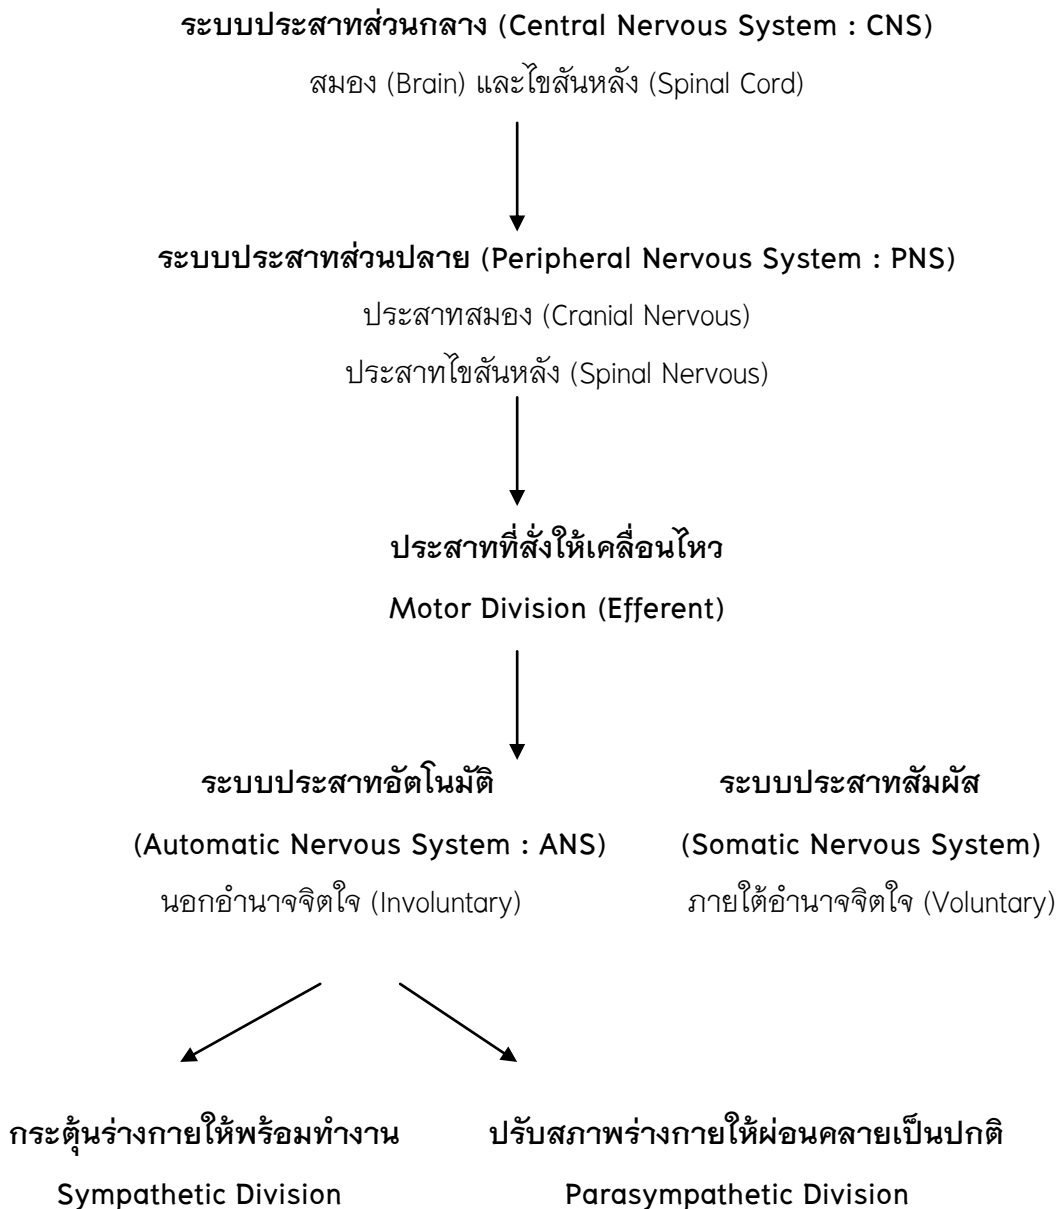 ระบบประสาทส่วนกลาง (Central Nervous System : CNS)
สมอง (Brain) และไขสันหลัง (Spinal Cord)
ระบบประสาทส่วนปลาย (Peripheral Nervous System : PNS)
ประสาทสมอง (Cranial Nervous)
ประสาทไขสันหลัง (Spinal Nervous)
ประสาทที่สั่งให้เคลื่อนไหว
Motor Division (Efferent)
ระบบประสาทอัตโนมัติ
(Automatic Nervous System : ANS)
นอกอำนาจจิตใจ (Involuntary)
ระบบประสาทสัมผัส
(Somatic Nervous System)
ภายใต้อำนาจจิตใจ (Voluntary)
กระตุ้นร่างกายให้พร้อมทำงาน
Sympathetic Division
ปรับสภาพร่างกายให้ผ่อนคลายเป็นปกติ
Parasympathetic Division